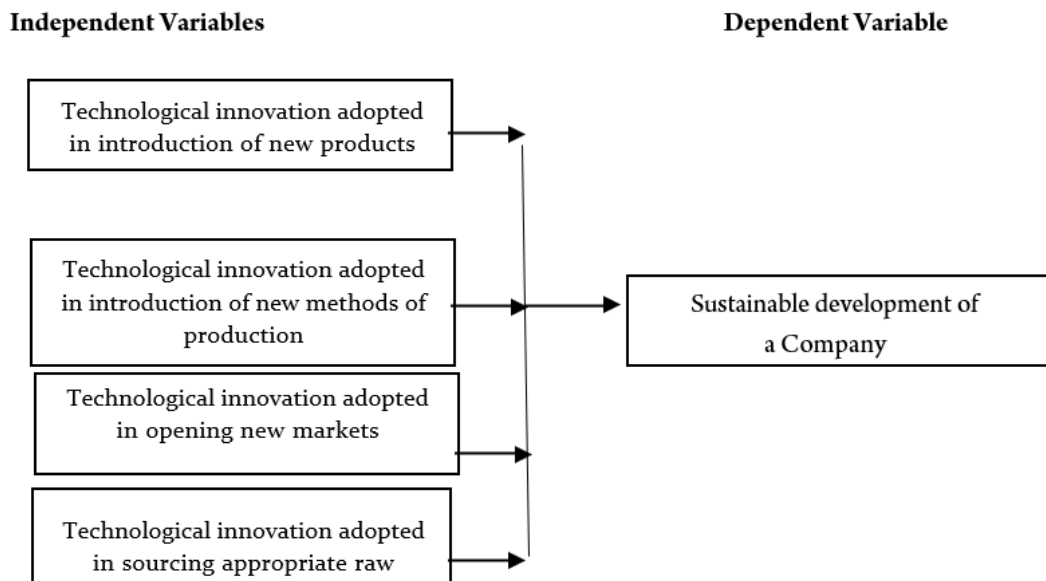 Independent Variables
Dependent Variable
Technological innovation adopted
in introduction of new products
Technological innovation adopted
in introduction of new methods of
production
Sustainable development of
a Company
Technological innovation adopted
in opening new markets
Technological innovation adopted
in sourcing appropriate raw